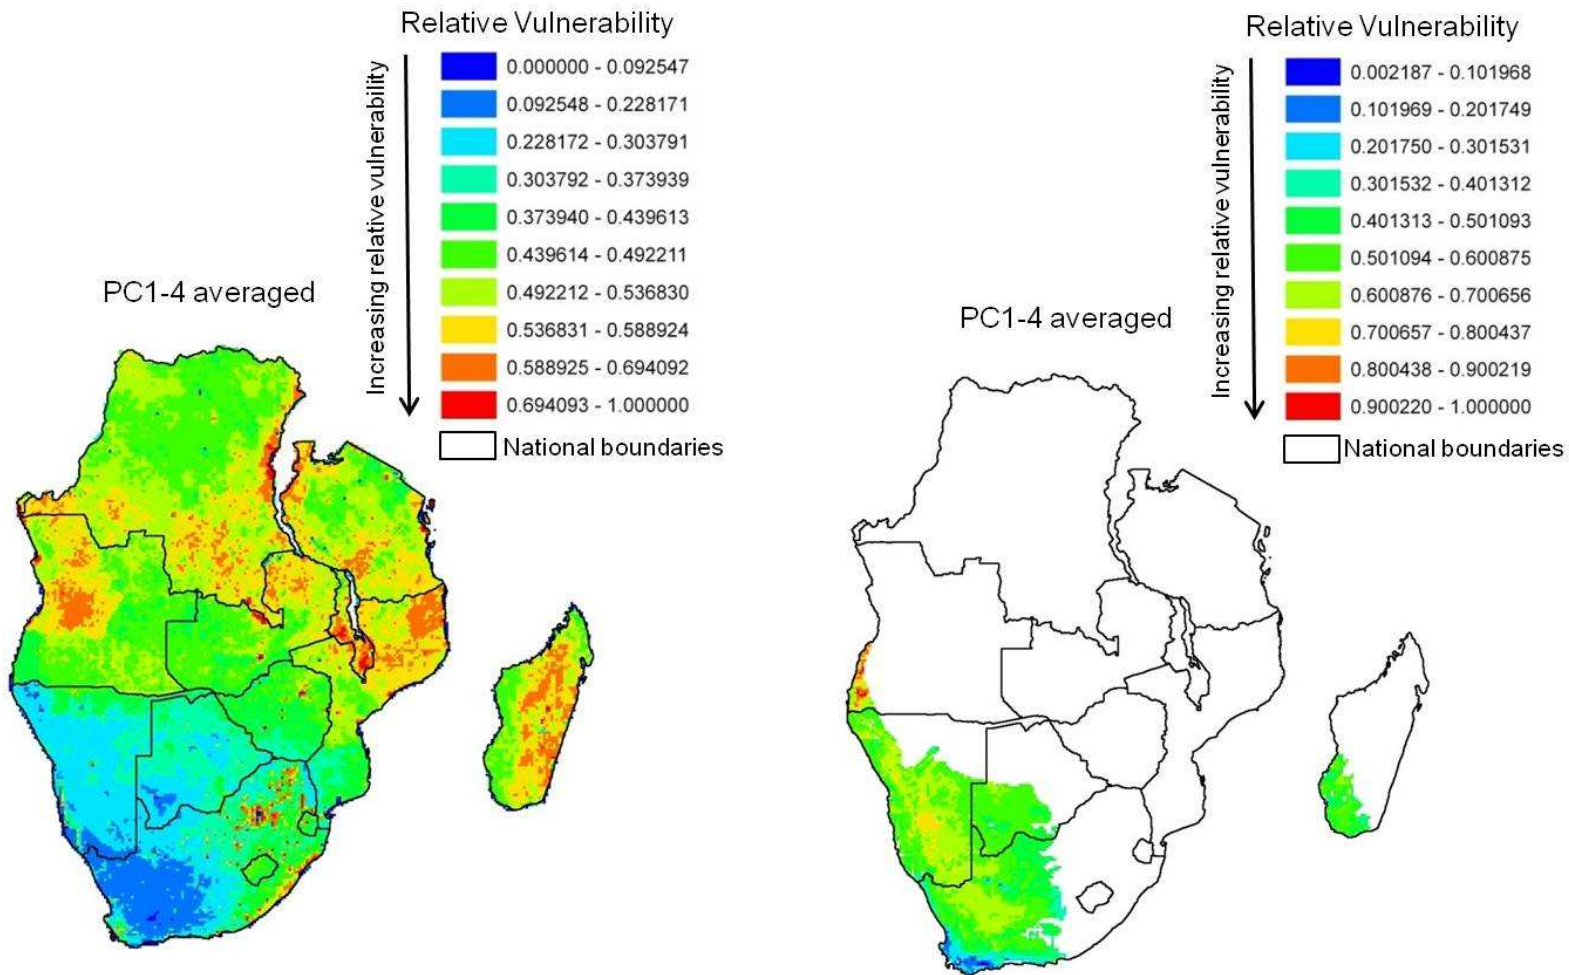 Relative Vulnerability
Increasing relative vulnerability
0.000000 - 0.092547
0.092548 - 0.228171
0.228172 - 0.303791
0.303792 - 0.373939
0.373940 - 0.439613
0.439614 - 0.492211
0.492212 - 0.536830
0.536831 - 0.588924
0.588925 - 0.694092
0.694093 - 1.000000
National boundaries
PC1-4 averaged
Relative Vulnerability
Increasing relative vulnerability
0.002187 - 0.101968
0.101969 - 0.201749
0.201750 - 0.301531
0.301532 - 0.401312
0.401313 - 0.501093
0.501094 - 0.600875
0.600876 - 0.700656
0.700657 - 0.800437
0.800438 - 0.900219
0.900220 - 1.000000
National boundaries
PC1-4 averaged